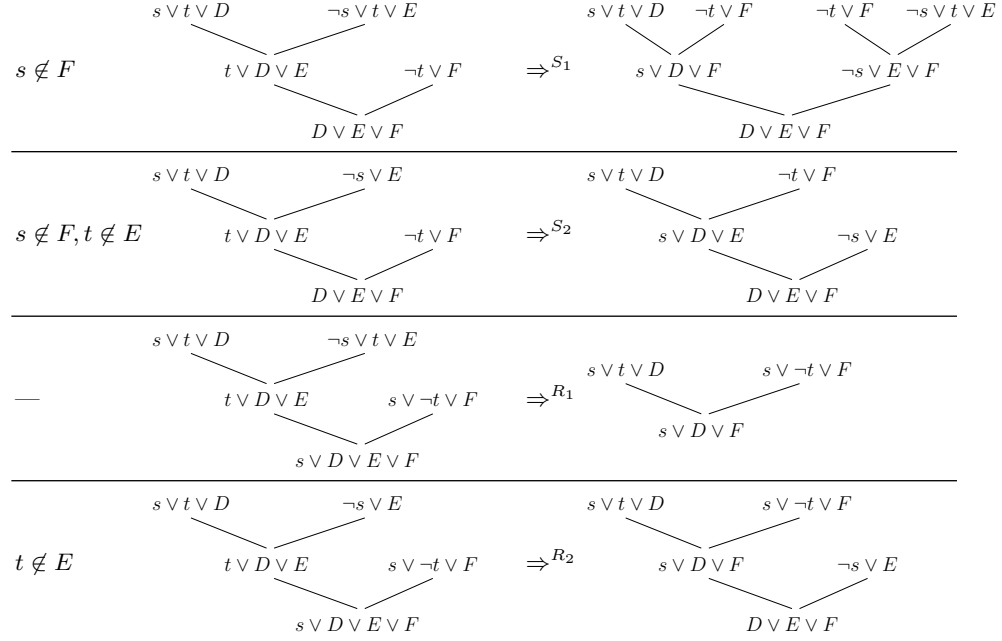 s ∨ t ∨ D ¬s ∨ t ∨ E s ∨ t ∨ D ¬t ∨ F ¬t ∨ F ¬s ∨ t ∨ E
s ∉ F t ∨ D ∨ E ¬t ∨ F ⇒^{S_1} s ∨ D ∨ F ¬s ∨ E ∨ F
D ∨ E ∨ F D ∨ E ∨ F
s ∨ t ∨ D ¬s ∨ E s ∨ t ∨ D ¬t ∨ F
s ∉ F, t ∉ E t ∨ D ∨ E ¬t ∨ F ⇒^{S_2} s ∨ D ∨ E ¬s ∨ E
D ∨ E ∨ F D ∨ E ∨ F
s ∨ t ∨ D ¬s ∨ t ∨ E s ∨ t ∨ D s ∨ ¬t ∨ F
— t ∨ D ∨ E s ∨ ¬t ∨ F ⇒^{R_1} s ∨ D ∨ F
s ∨ D ∨ E ∨ F
s ∨ t ∨ D ¬s ∨ E s ∨ t ∨ D s ∨ ¬t ∨ F
t ∉ E t ∨ D ∨ E s ∨ ¬t ∨ F ⇒^{R_2} s ∨ D ∨ F ¬s ∨ E
s ∨ D ∨ E ∨ F D ∨ E ∨ F